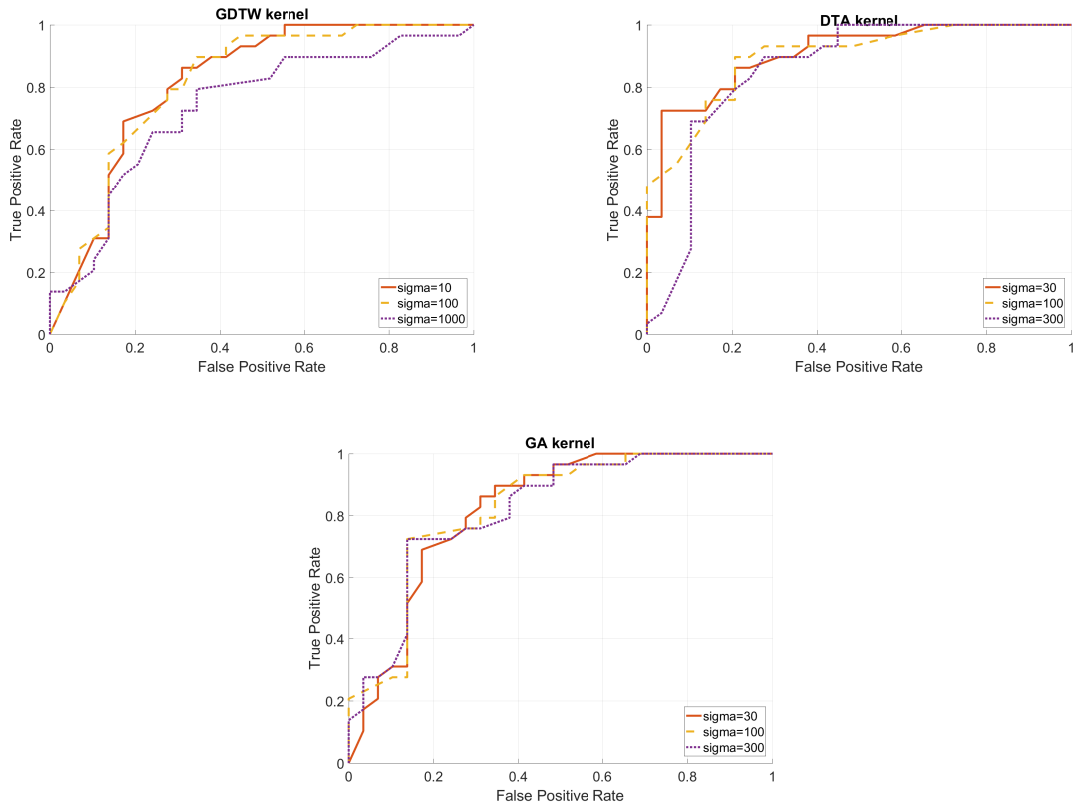 GDTW kernel
1
0.8
0.6
0.4
0.2
0
True Positive Rate
sigma=10
sigma=100
sigma=1000
0 0.2 0.4 0.6 0.8 1
False Positive Rate
DTA kernel
1
0.8
0.6
0.4
0.2
0
True Positive Rate
sigma=30
sigma=100
sigma=300
0 0.2 0.4 0.6 0.8 1
False Positive Rate
GA kernel
1
0.8
0.6
0.4
0.2
0
True Positive Rate
sigma=30
sigma=100
sigma=300
0 0.2 0.4 0.6 0.8 1
False Positive Rate